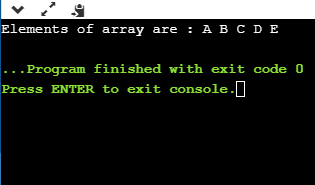 Elements of array are : A B C D E
...Program finished with exit code 0
Press ENTER to exit console.